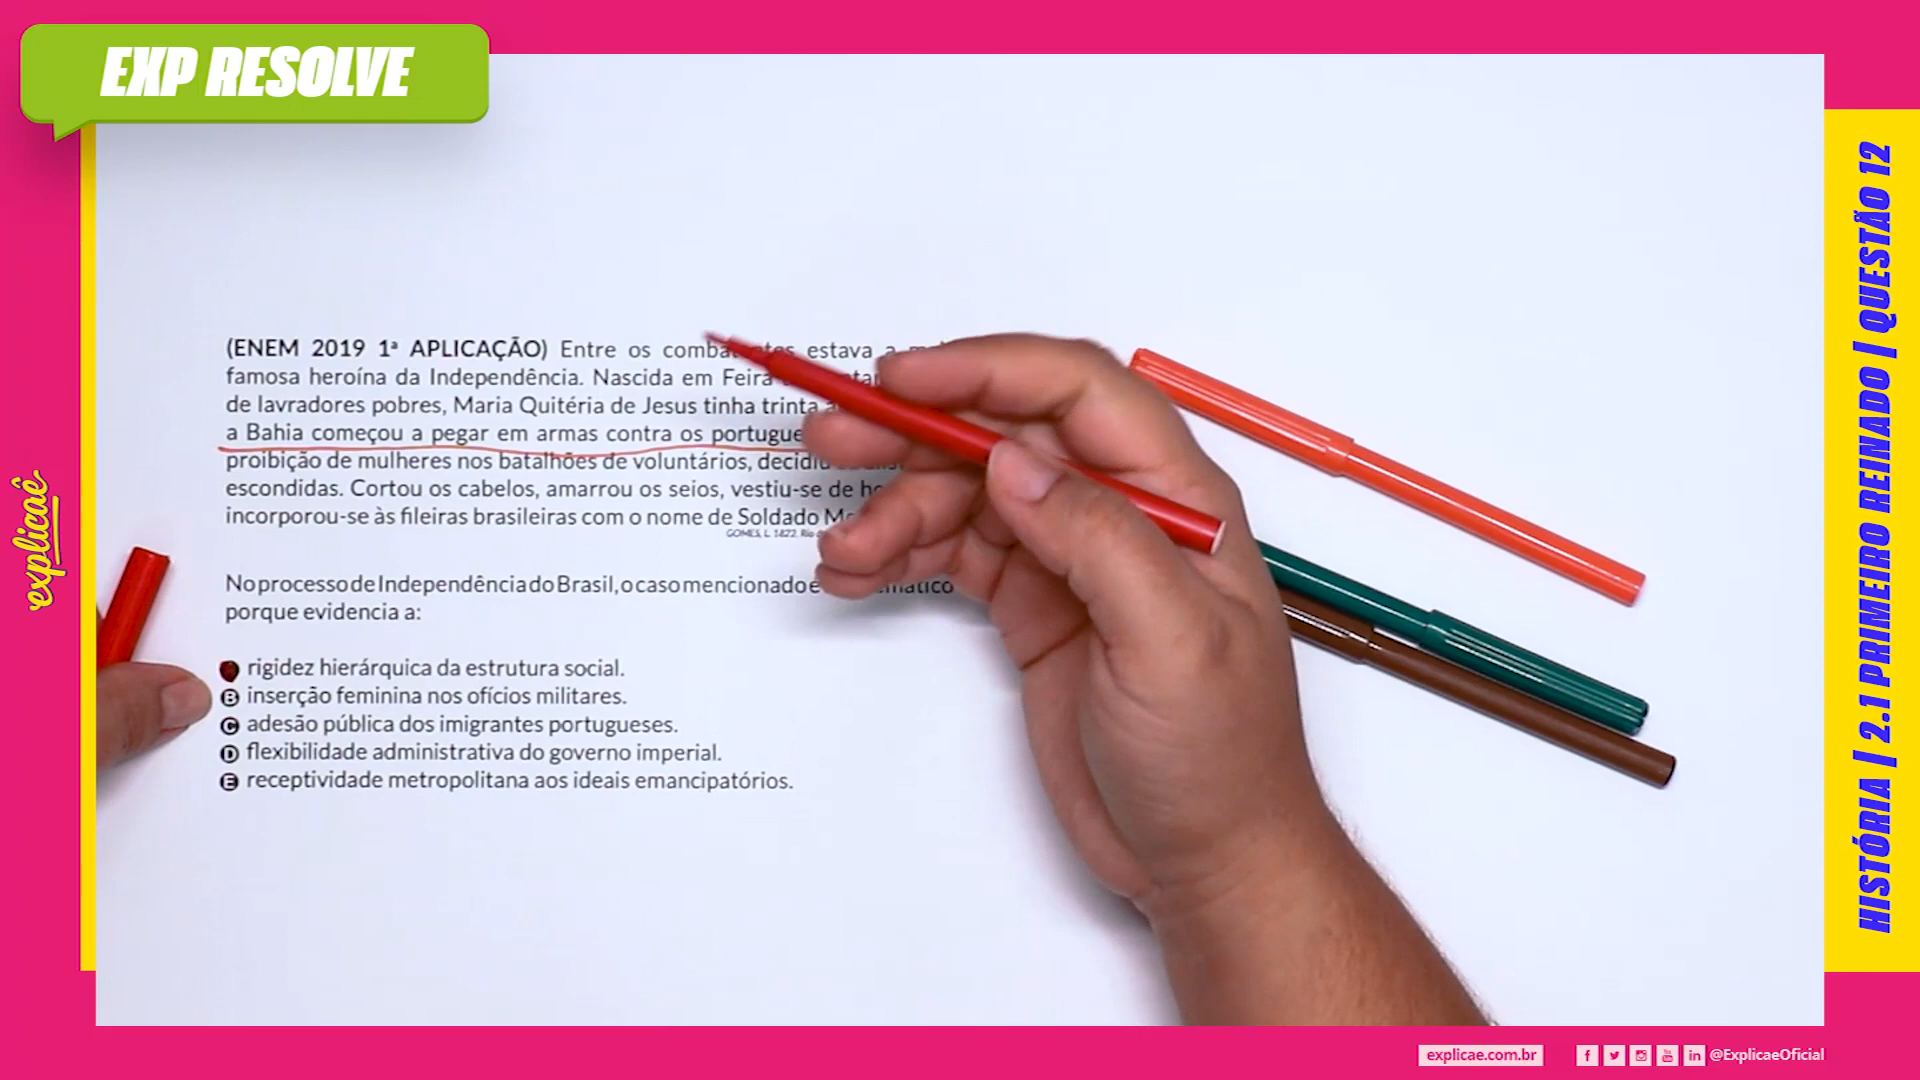 EXP RESOLVE
(ENEM 2019 1ª APLICAÇÃO) Entre os estava a
famosa heroína da Independência. Nascida em Feira
de lavradores pobres, Maria Quitéria de Jesus tinha trinta
a Bahia começou a pegar em armas contra os
proibição de mulheres nos batalhões de voluntários,
escondidas. Cortou os cabelos, amarrou os seios, vestiu-se de
incorporou-se às fileiras brasileiras com o nome de Soldado
GOMES, L. 1822.
No processo de Independência do Brasil, o caso mencionado é
porque evidencia a:
rigidez hierárquica da estrutura social.
B inserção feminina nos ofícios militares.
C adesão pública dos imigrantes portugueses.
D flexibilidade administrativa do governo imperial.
E receptividade metropolitana aos ideais emancipatórios.
explicaê
HISTÓRIA | 2.1 PRIMEIRO REINADO | QUESTÃO 12
explicae.com.br
@ExplicaeOficial